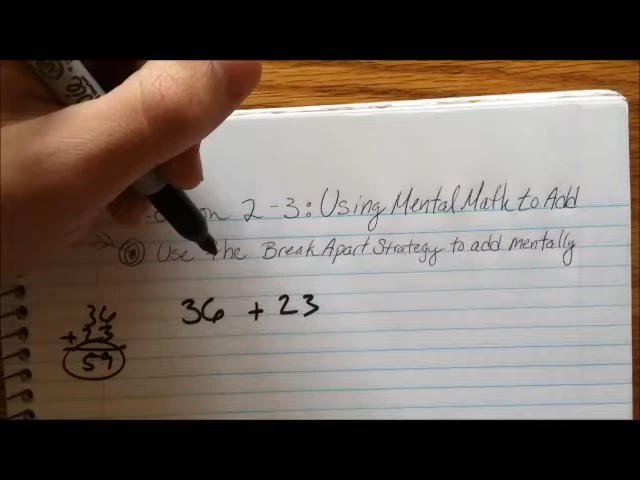 2-3: Using Mental Math to Add
Use the Break Apart Strategy to add mentally
36 + 23
36
+ 23
59